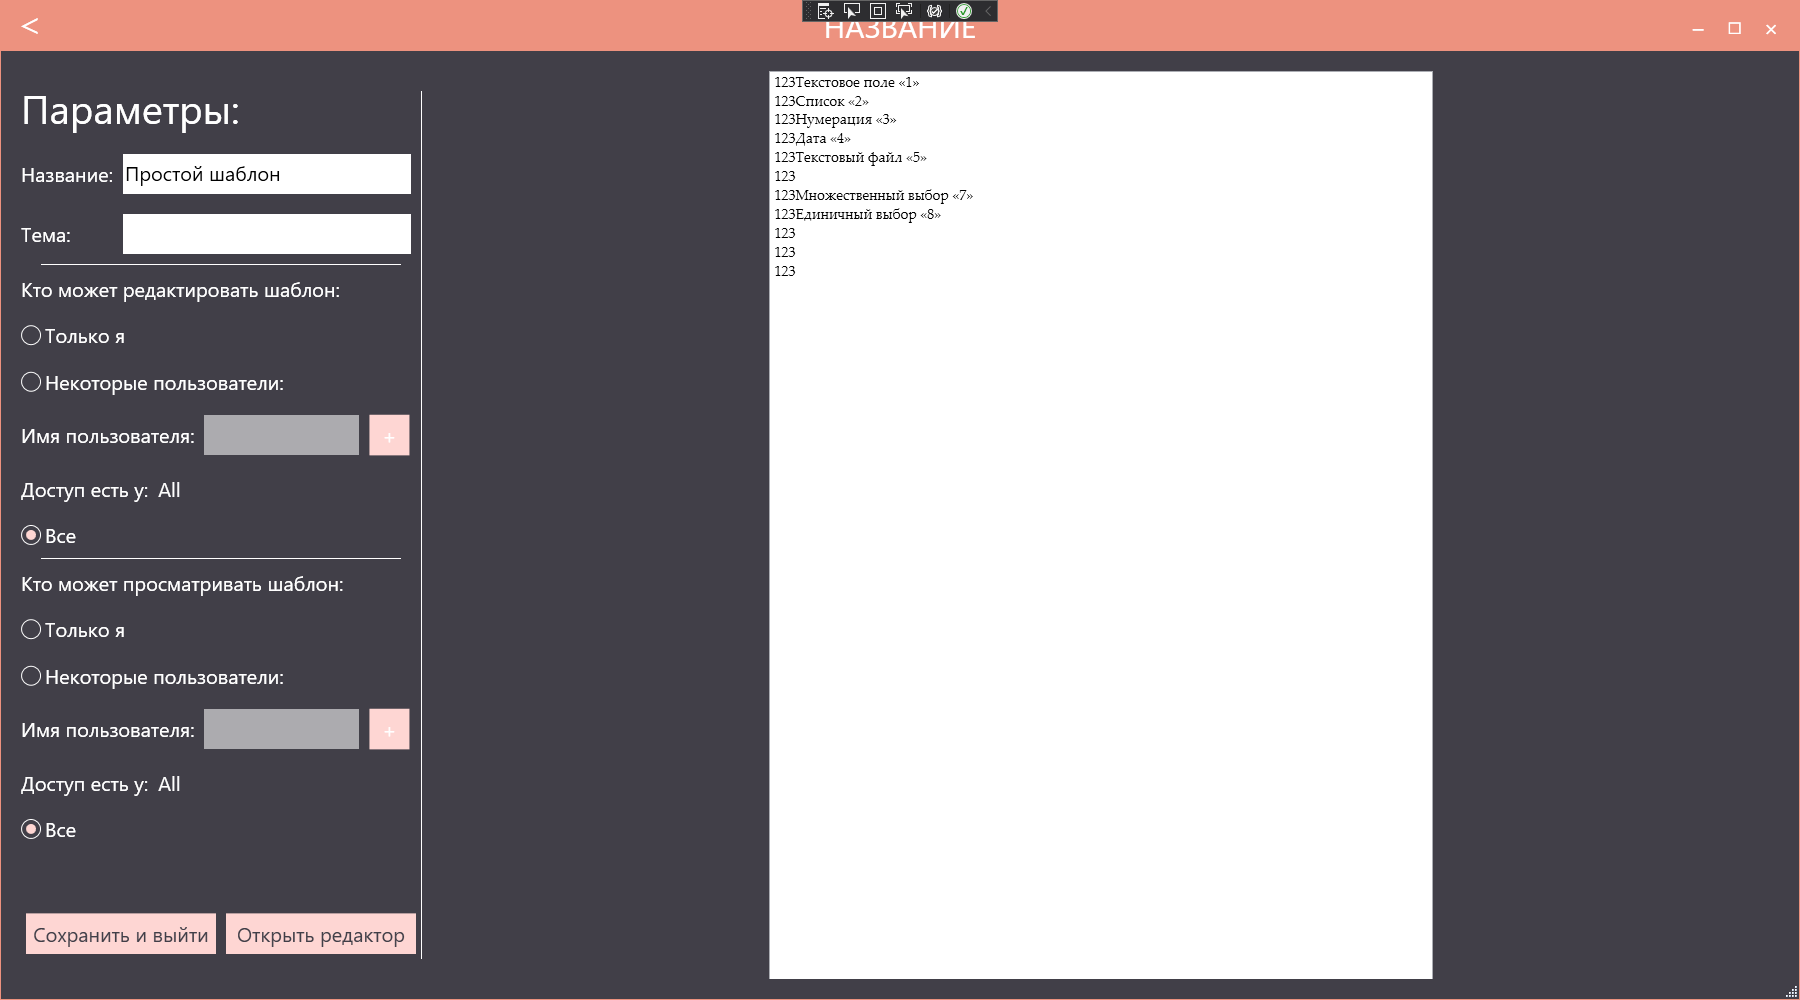 <
НАЗВАНИЕ
Параметры:
Название: Простой шаблон
Тема:
Кто может редактировать шаблон:
Только я
Некоторые пользователи:
Имя пользователя: +
Доступ есть у: All
Все
Кто может просматривать шаблон:
Только я
Некоторые пользователи:
Имя пользователя: +
Доступ есть у: All
Все
Сохранить и выйти Открыть редактор
123Текстовое поле «1»
123Список «2»
123Нумерация «3»
123Дата «4»
123Текстовый файл «5»
123
123Множественный выбор «7»
123Единичный выбор «8»
123
123
123